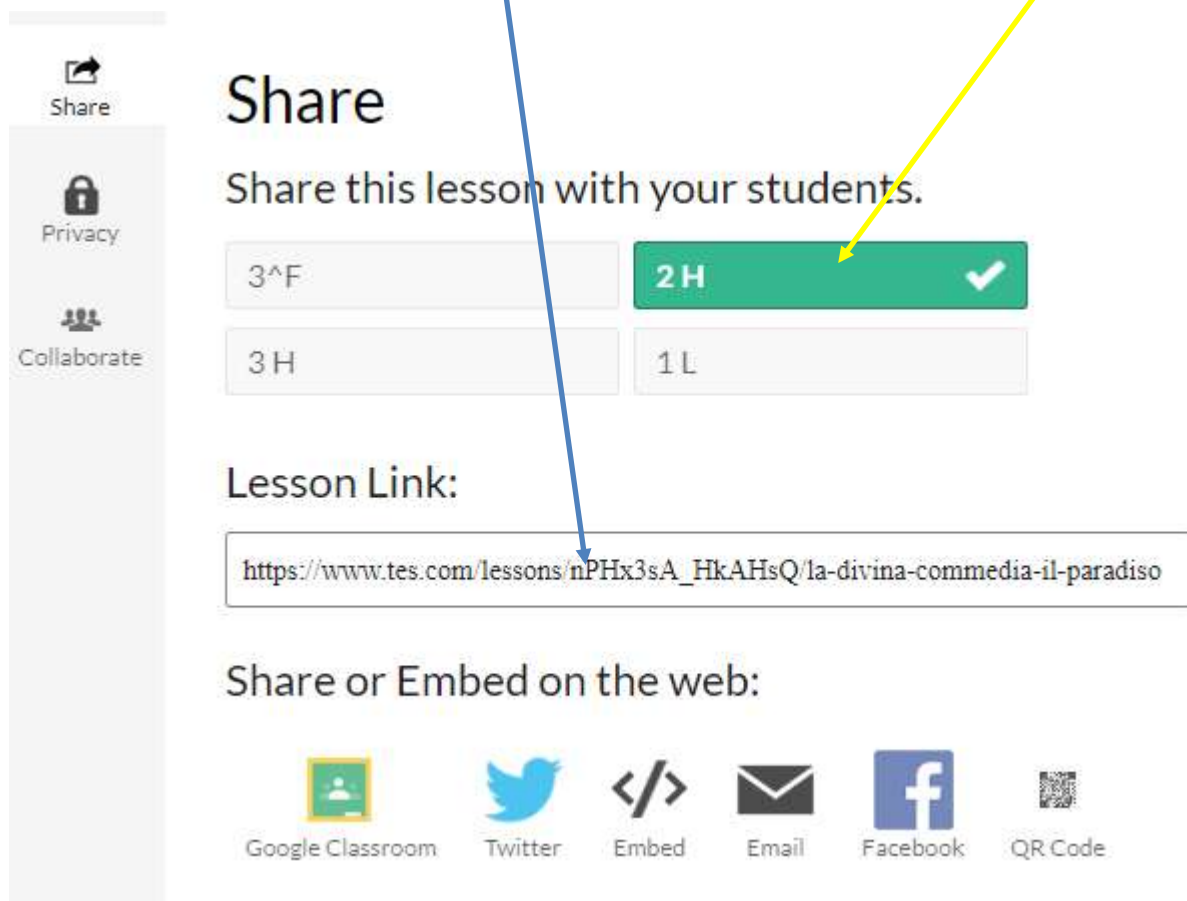 Share
Privacy
Collaborate
Share
Share this lesson with your students.
3^F
2 H
3 H
1 L
Lesson Link:
https://www.tes.com/lessons/nPHx3sA_HkAHsQ/la-divina-commedia-il-paradiso
Share or Embed on the web:
Google Classroom
Twitter
Embed
Email
Facebook
QR Code